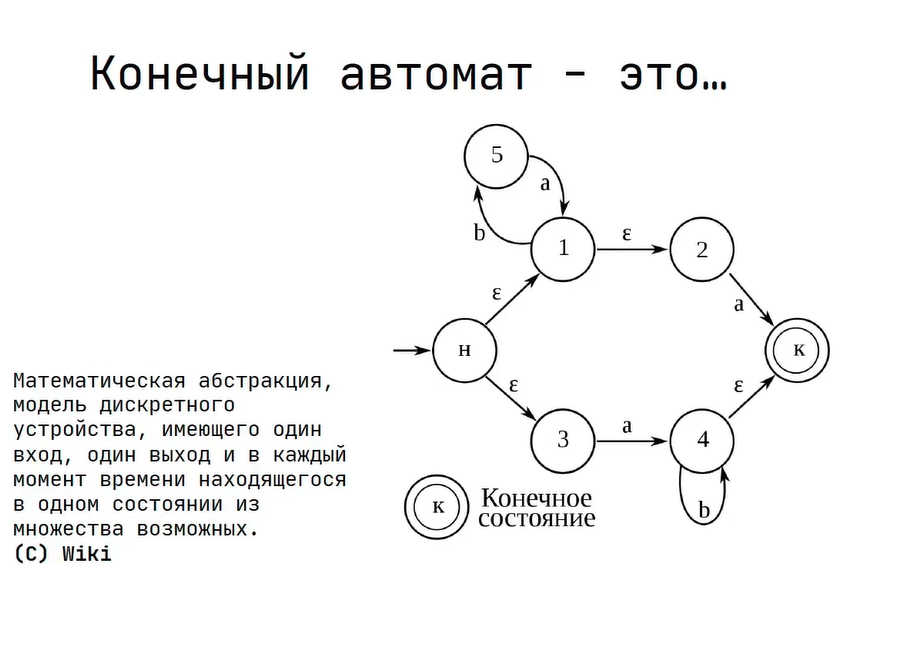 Конечный автомат - это…
5
a
b
1
ε
2
ε
a
н
к
Математическая абстракция,
модель дискретного
устройства, имеющего один
вход, один выход и в каждый
момент времени находящегося
в одном состоянии из
множества возможных.
(C) Wiki
ε
ε
a
3
4
b
к
Конечное
состояние